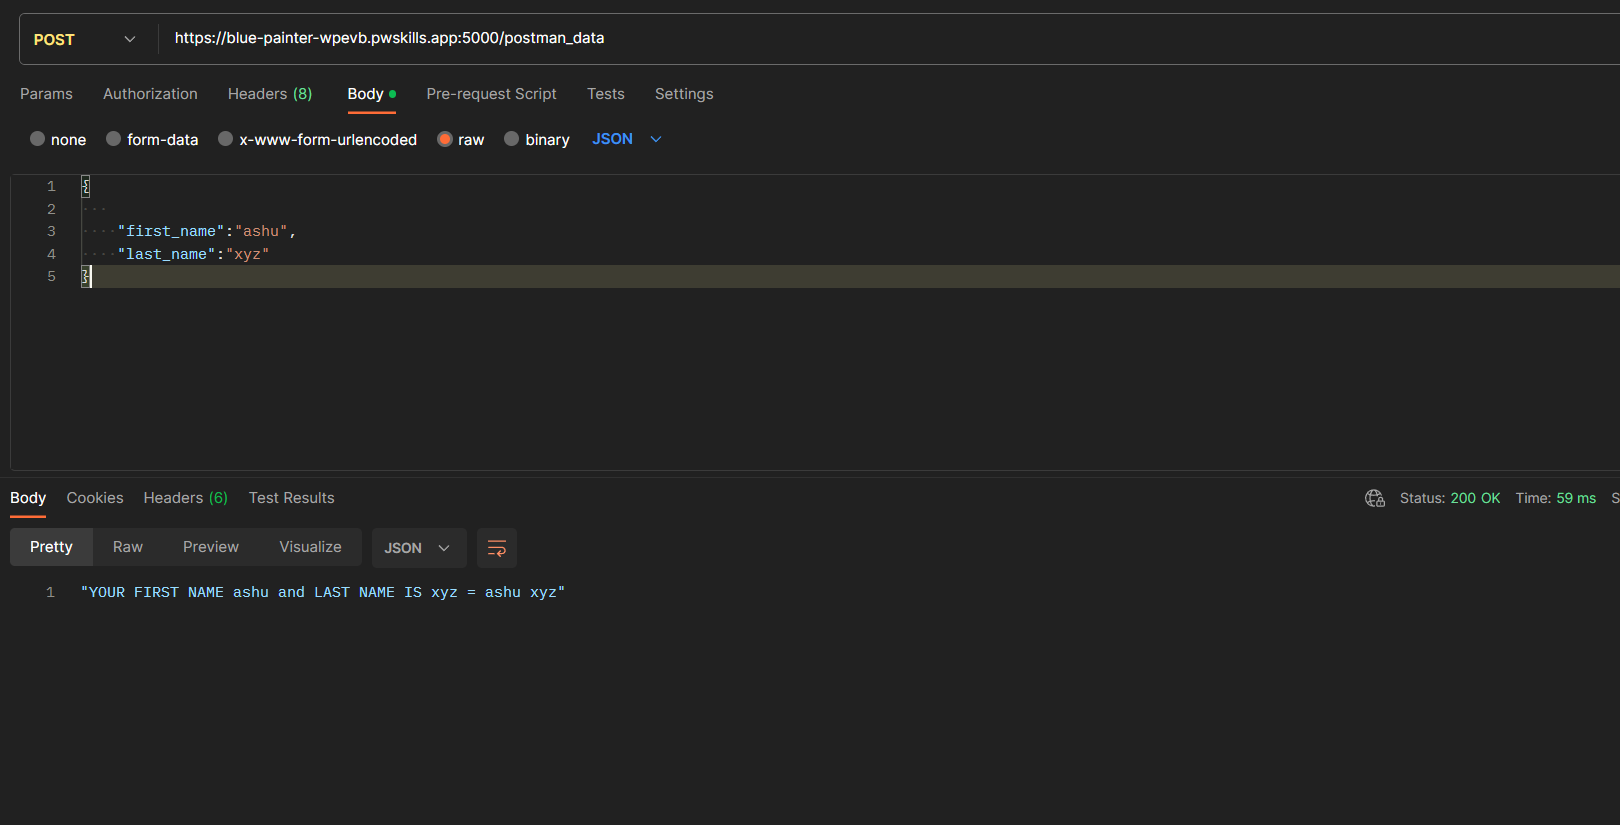 POST https://blue-painter-wpevb.pwskills.app:5000/postman_data
Params Authorization Headers (8) Body Pre-request Script Tests Settings
none form-data x-www-form-urlencoded raw binary JSON
1 {
2
3 "first_name":"ashu",
4 "last_name":"xyz"
5 }
Body Cookies Headers (6) Test Results Status: 200 OK Time: 59 ms S
Pretty Raw Preview Visualize JSON
1 "YOUR FIRST NAME ashu and LAST NAME IS xyz = ashu xyz"